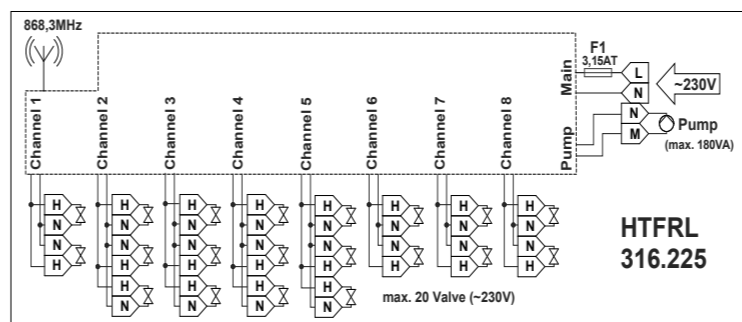 868,3MHz
F1
3,15AT
Main
L
N
~230V
N
M
Pump
Pump
(max. 180VA)
Channel 1
Channel 2
Channel 3
Channel 4
Channel 5
Channel 6
Channel 7
Channel 8
H H H H H H H H
N N N N N N N N
N N N N N N N N
H H H H H H H H
H H H H
N N N N
max. 20 Valve (~230V)
HTFRL
316.225